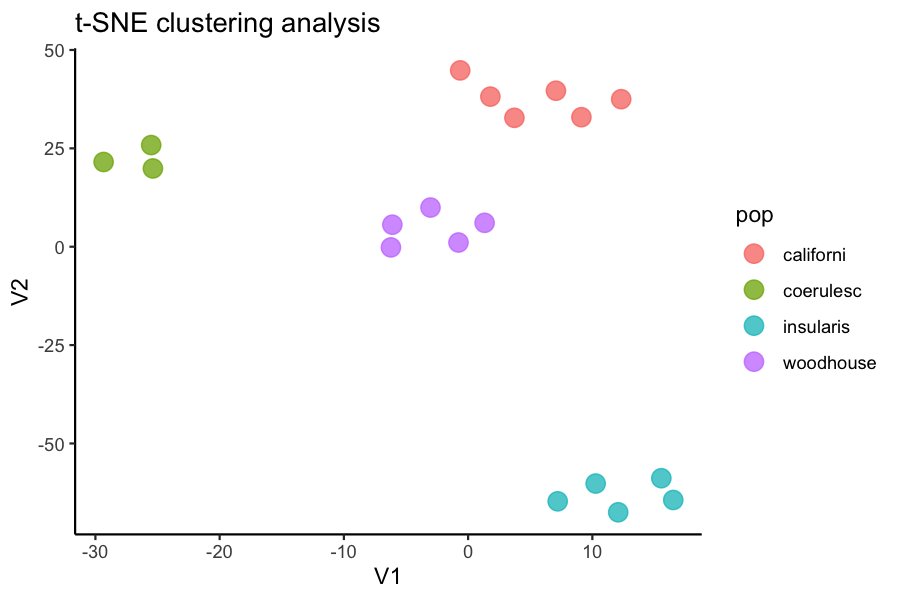 t-SNE clustering analysis
50
25
0
-25
-50
V2
-30 -20 -10 0 10
V1
pop
californi
coerulesc
insularis
woodhouse